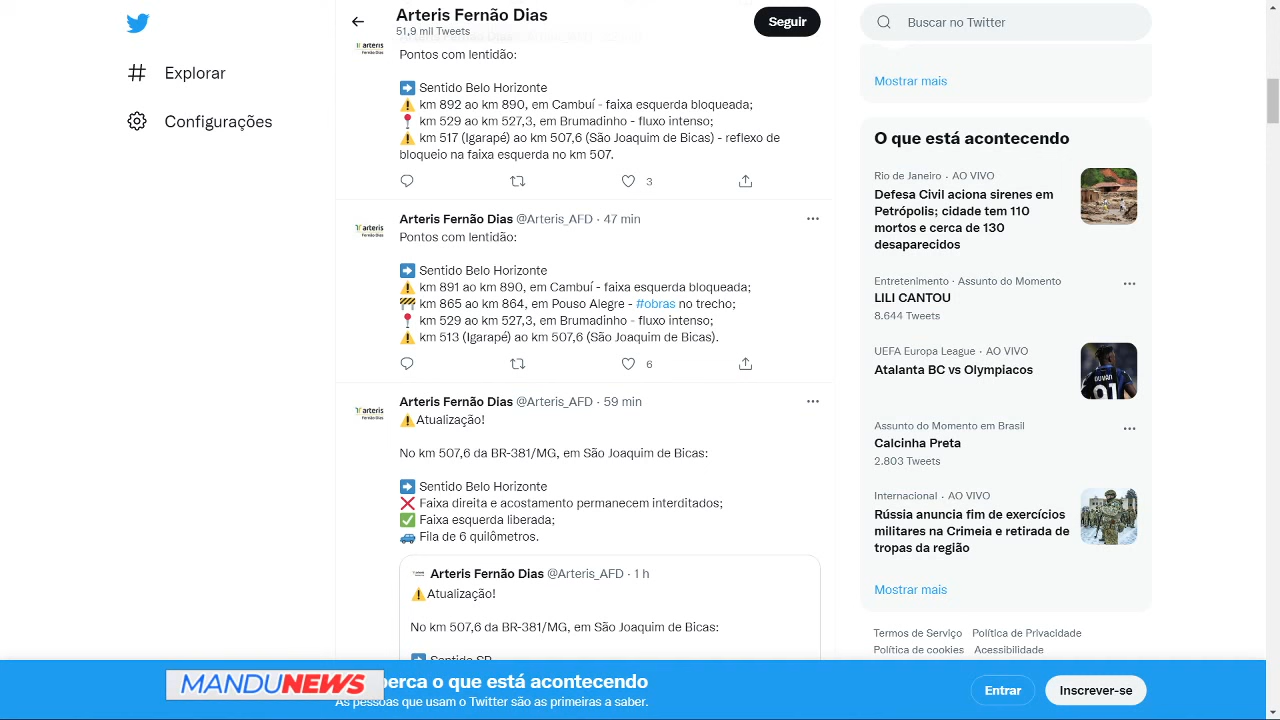 Explorar
Configurações
Arteris Fernão Dias
51,9 mil Tweets
Seguir
arteris
Fernão Dias
Pontos com lentidão:
➡️ Sentido Belo Horizonte
⚠️ km 892 ao km 890, em Cambuí - faixa esquerda bloqueada;
📍 km 529 ao km 527,3, em Brumadinho - fluxo intenso;
⚠️ km 517 (Igarapé) ao km 507,6 (São Joaquim de Bicas) - reflexo de
bloqueio na faixa esquerda no km 507.
3
arteris
Fernão Dias
Arteris Fernão Dias @Arteris_AFD · 47 min
Pontos com lentidão:
➡️ Sentido Belo Horizonte
⚠️ km 891 ao km 890, em Cambuí - faixa esquerda bloqueada;
🚧 km 865 ao km 864, em Pouso Alegre - #obras no trecho;
📍 km 529 ao km 527,3, em Brumadinho - fluxo intenso;
⚠️ km 513 (Igarapé) ao km 507,6 (São Joaquim de Bicas).
6
arteris
Fernão Dias
Arteris Fernão Dias @Arteris_AFD · 59 min
⚠️Atualização!
No km 507,6 da BR-381/MG, em São Joaquim de Bicas:
➡️ Sentido Belo Horizonte
❌ Faixa direita e acostamento permanecem interditados;
✅ Faixa esquerda liberada;
🚙 Fila de 6 quilômetros.
Arteris Fernão Dias @Arteris_AFD · 1 h
⚠️Atualização!
No km 507,6 da BR-381/MG, em São Joaquim de Bicas:
➡️ Sentido SP
Buscar no Twitter
Mostrar mais
O que está acontecendo
Rio de Janeiro · AO VIVO
Defesa Civil aciona sirenes em
Petrópolis; cidade tem 110
mortos e cerca de 130
desaparecidos
Entretenimento · Assunto do Momento
LILI CANTOU
8.644 Tweets
UEFA Europa League · AO VIVO
Atalanta BC vs Olympiacos
Assunto do Momento em Brasil
Calcinha Preta
2.803 Tweets
Internacional · AO VIVO
Rússia anuncia fim de exercícios
militares na Crimeia e retirada de
tropas da região
Mostrar mais
Termos de Serviço Política de Privacidade
Política de cookies Acessibilidade
MANDUNEWS
erca o que está acontecendo
As pessoas que usam o Twitter são as primeiras a saber.
Entrar
Inscrever-se